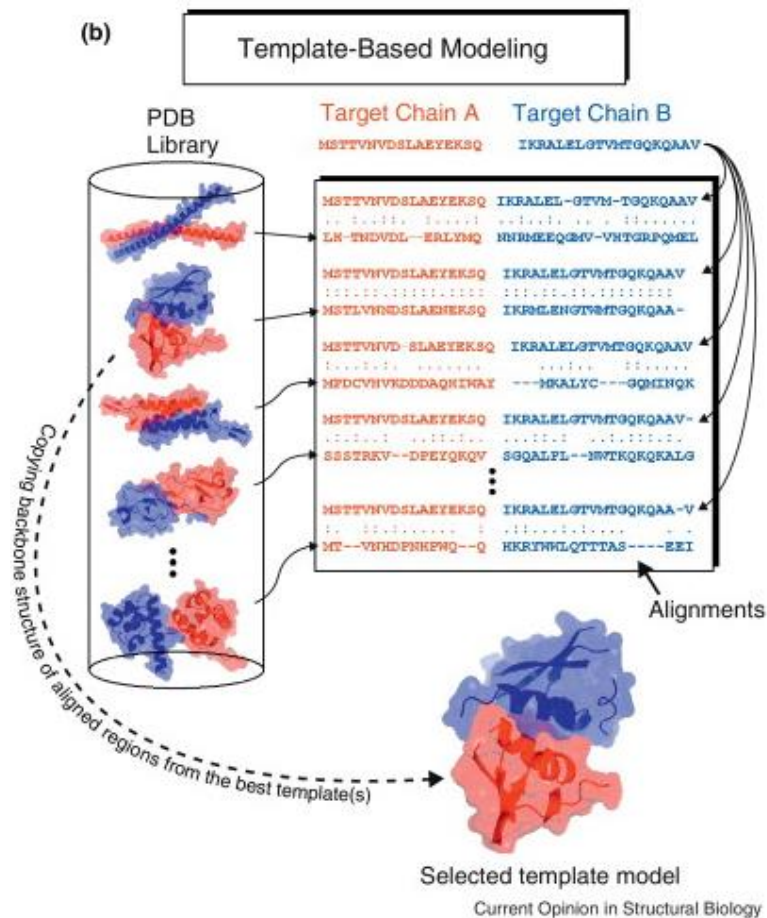 (b)
Template-Based Modeling
PDB
Library
Target Chain A
Target Chain B
MSTTVNVDSLAEYEKSQ
IKRALELGTVMTGQKQAAV
MSTTVNVDSLAEYEKSQ IKRALEL-GTVM-TGQKQAAV
LH-TNDVDL--ERLYMQ NNRMEEQGMV-VHTGRPQMEL
MSTTVNVDSLAEYEKSQ IKRALELGTVMTGQKQAAV
MSTLVNNDSLAENEKSQ IKRMLENGTWMTGQKQAA-
MSTTVNVD-SLAEYEKSQ IKRALELGTVMTGQKQAAV
MFDCVNVKDDDAQNIWAY ---MKALYC---GQMINQK
MSTTVNVDSLAEYEKSQ IKRALELGTVMTGQKQAAV-
SSSTRKV--DPEYQKQV SGQALFL--NWTKQKQKALG
MSTTVNVDSLAEYEKSQ IKRALELGTVMTGQKQAA-V
MT--VNHDPNHFWQ--Q HKRYWWLQTTTAS----EEI
Alignments
Copying backbone structure of aligned regions from the best template(s)
Selected template model
Current Opinion in Structural Biology